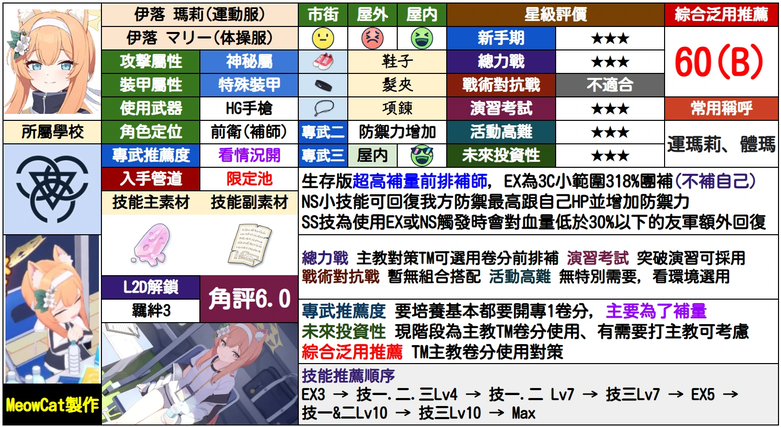 伊落 瑪莉(運動服)
伊落 マリー(体操服)
市街 屋外 屋內
星級評價
綜合泛用推薦
新手期 ★★★
60(B)
攻擊屬性 神秘屬
鞋子
總力戰 ★★★
裝甲屬性 特殊裝甲
髮夾
戰術對抗戰 不適合
使用武器 HG手槍
項鍊
演習考試 ★★★
常用稱呼
所屬學校
角色定位 前衛(補師)
專武二 防禦力增加
活動高難 ★★★
運瑪莉、體瑪
專武推薦度 看情況開
專武三 屋內
未來投資性 ★★★
入手管道 限定池
技能主素材 技能副素材
生存版超高補量前排補師, EX為3C小範圍318%團補(不補自己)
NS小技能可回復我方防禦最高跟自己HP並增加防禦力
SS技為使用EX或NS觸發時會對血量低於30%以下的友軍額外回復
總力戰 主教對策TM可選用卷分前排補 演習考試 突破演習可採用
戰術對抗戰 暫無組合搭配 活動高難 無特別需要, 看環境選用
L2D解鎖
羈絆3
角評6.0
專武推薦度 要培養基本都要開專1卷分, 主要為了補量
未來投資性 現階段為主教TM卷分使用、有需要打主教可考慮
綜合泛用推薦 TM主教卷分使用對策
技能推薦順序
EX3 → 技一.二.三Lv4 → 技一.二 Lv7 → 技三Lv7 → EX5 →
技一&二Lv10 → 技三Lv10 → Max
MeowCat製作